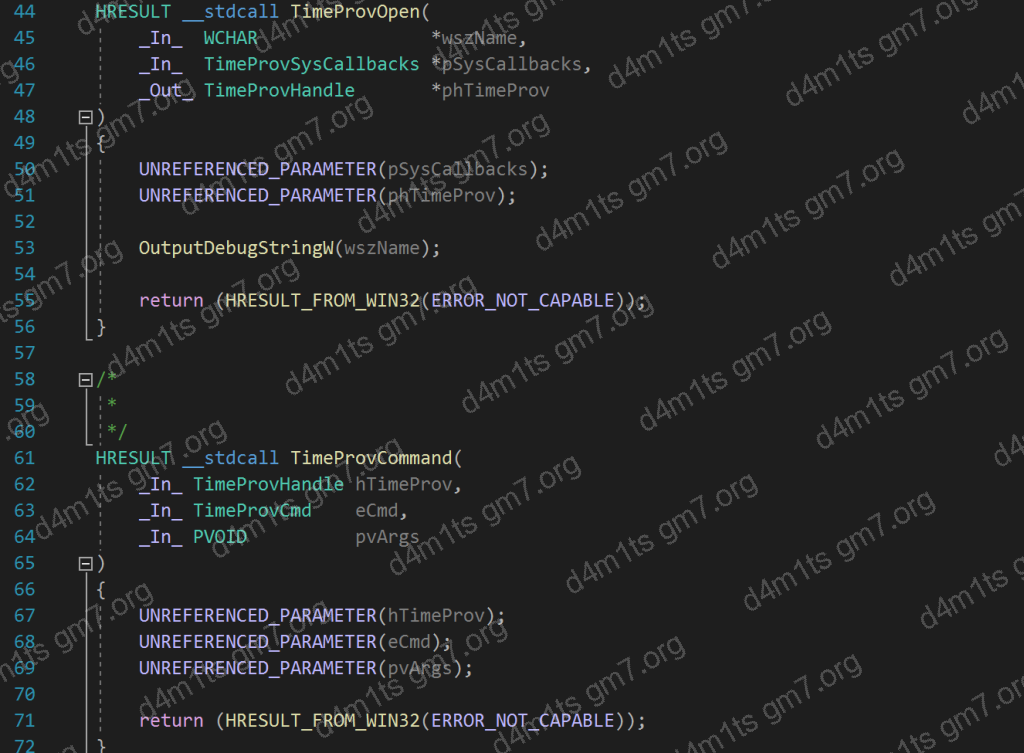 44 HRESULT __stdcall TimeProvOpen(
45 _In_ WCHAR *wszName,
46 _In_ TimeProvSysCallbacks *pSysCallbacks,
47 _Out_ TimeProvHandle *phTimeProv
48 )
49 {
50 UNREFERENCED_PARAMETER(pSysCallbacks);
51 UNREFERENCED_PARAMETER(phTimeProv);
52
53 OutputDebugStringW(wszName);
54
55 return (HRESULT_FROM_WIN32(ERROR_NOT_CAPABLE));
56 }
57
58 /*
59 *
60 */
61 HRESULT __stdcall TimeProvCommand(
62 _In_ TimeProvHandle hTimeProv,
63 _In_ TimeProvCmd eCmd,
64 _In_ PVOID pvArgs
65 )
66 {
67 UNREFERENCED_PARAMETER(hTimeProv);
68 UNREFERENCED_PARAMETER(eCmd);
69 UNREFERENCED_PARAMETER(pvArgs);
70
71 return (HRESULT_FROM_WIN32(ERROR_NOT_CAPABLE));
72 }
d4m1ts gm7.org